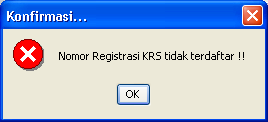 Konfirmasi...
Nomor Registrasi KRS tidak terdaftar !!
OK